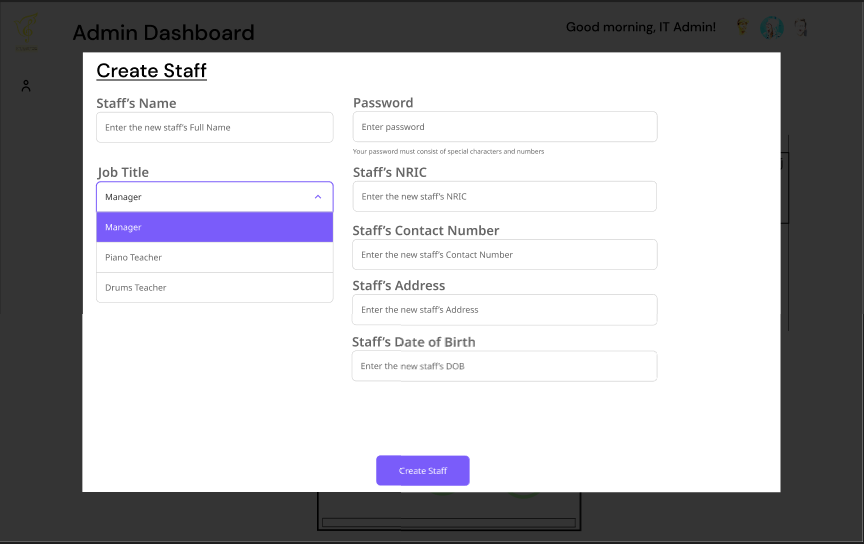 Admin Dashboard
Good morning, IT Admin!
Create Staff
Staff's Name
Enter the new staff's Full Name
Job Title
Manager
Manager
Piano Teacher
Drums Teacher
Password
Enter password
Your password must consist of special characters and numbers
Staff's NRIC
Enter the new staff's NRIC
Staff's Contact Number
Enter the new staff's Contact Number
Staff's Address
Enter the new staff's Address
Staff's Date of Birth
Enter the new staff's DOB
Create Staff